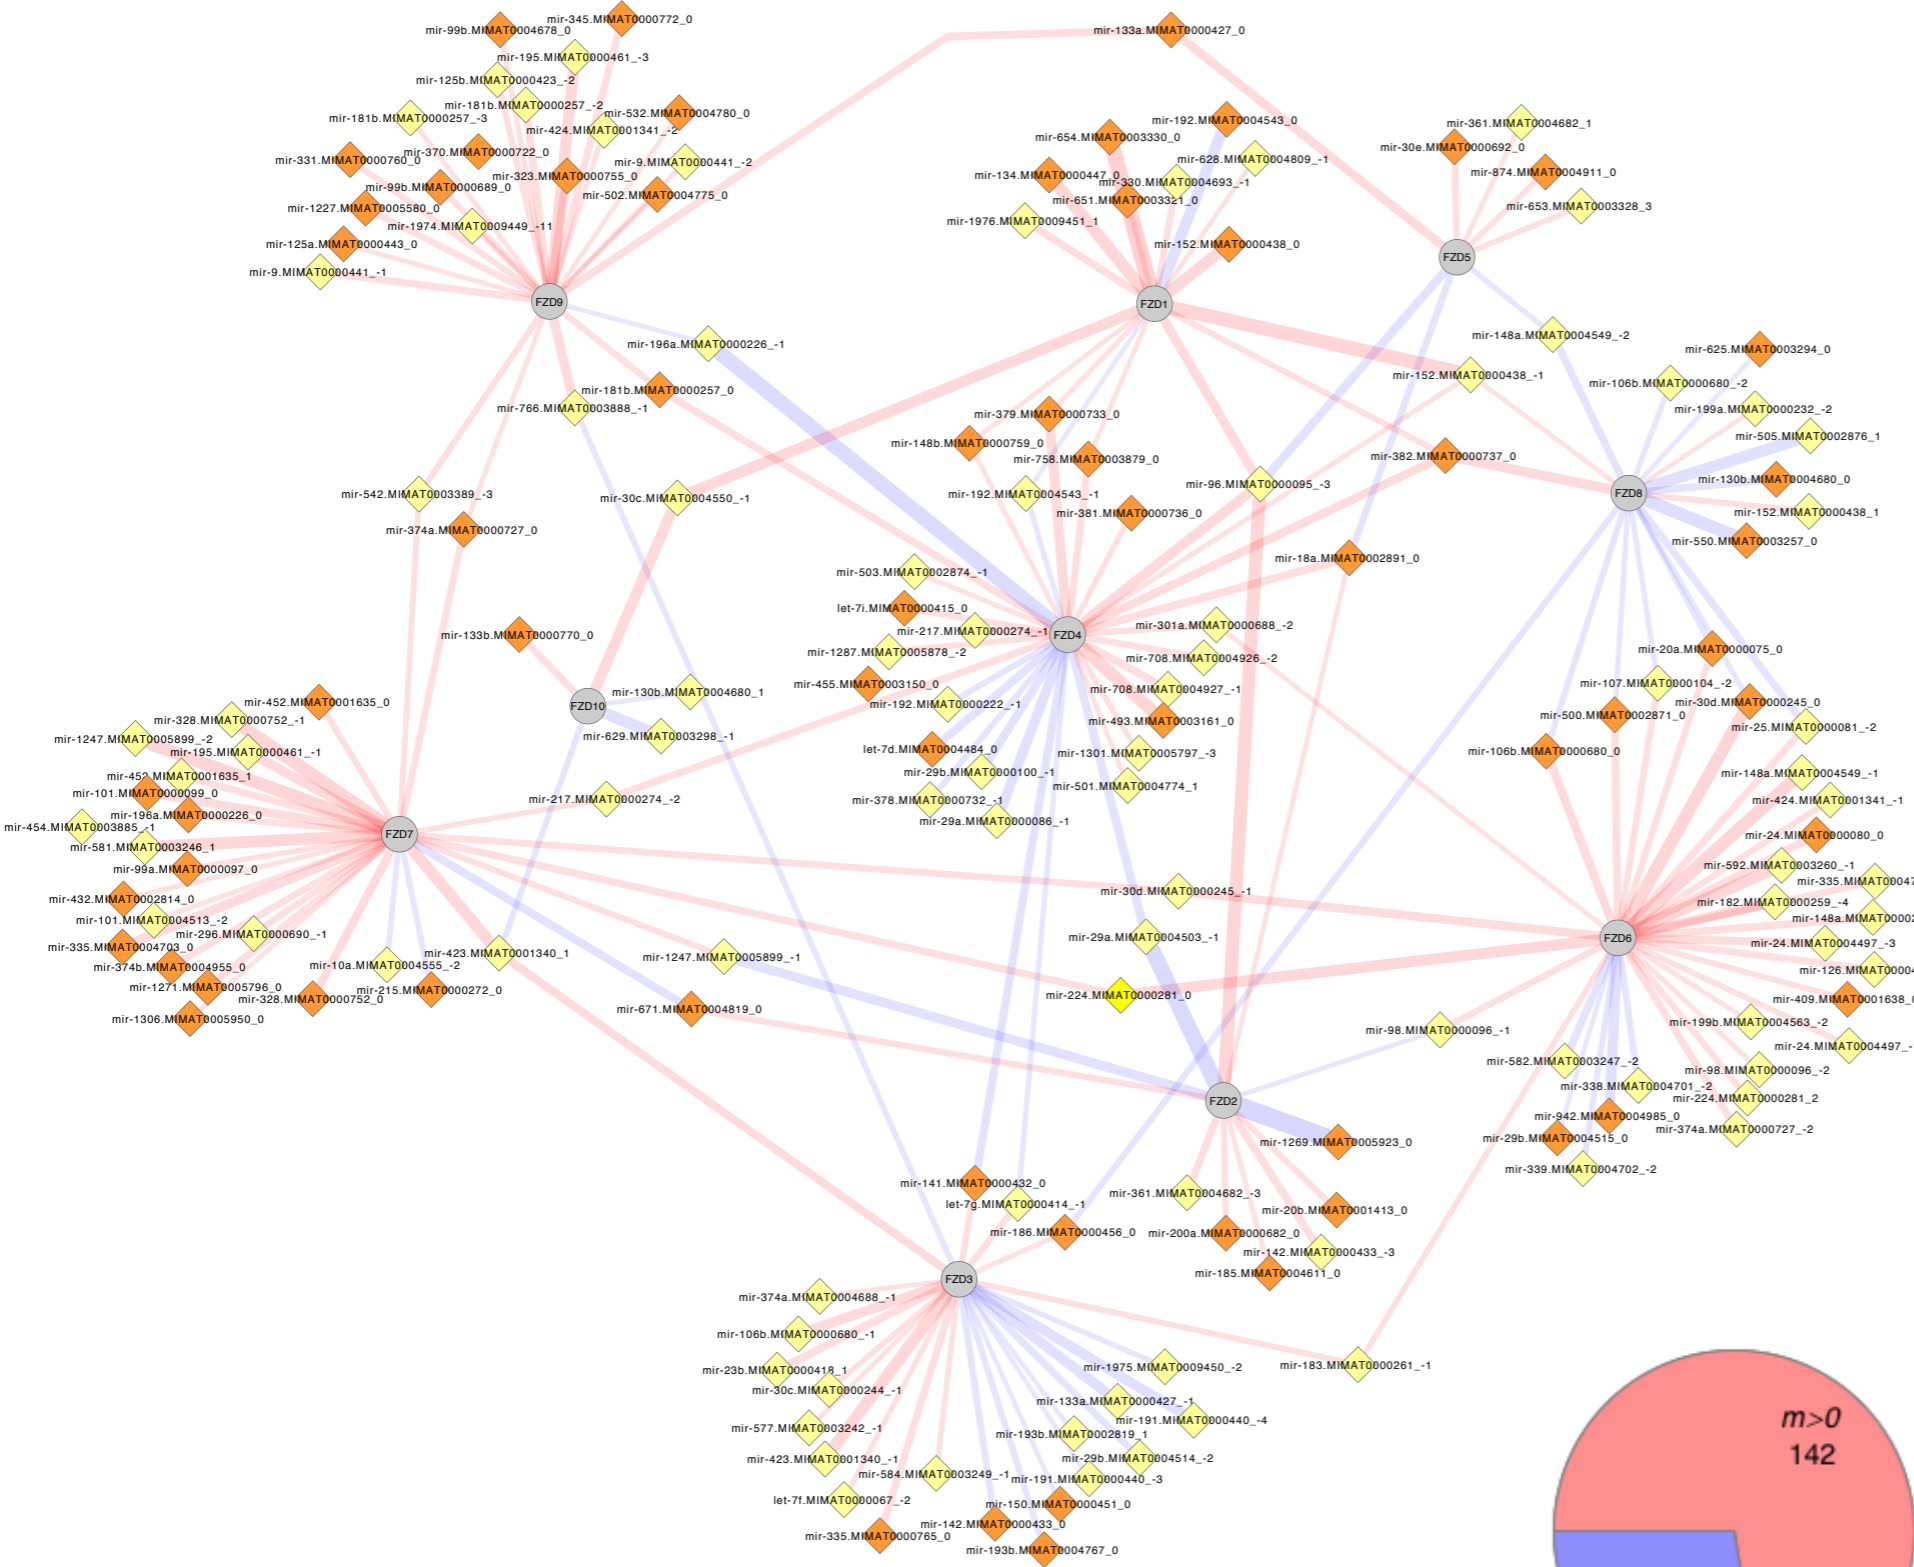 mir-345.MIMAT0000772_0
mir-99b.MIMAT0004678_0
mir-133a.MIMAT0000427_0
mir-195.MIMAT0000461_-3
mir-125b.MIMAT0000423_-2
mir-181b.MIMAT0000257_-2
mir-532.MIMAT0004780_0
mir-181b.MIMAT0000257_-3
mir-424.MIMAT0001341_-2
mir-370.MIMAT0000722_0
mir-331.MIMAT0000760_0
mir-9.MIMAT0000441_-2
mir-323.MIMAT0000755_0
mir-99b.MIMAT0000689_0
mir-502.MIMAT0004775_0
mir-1227.MIMAT0005580_0
mir-1974.MIMAT0009449_-11
mir-125a.MIMAT0000443_0
mir-9.MIMAT0000441_-1
FZD9
mir-192.MIMAT0004543_0
mir-654.MIMAT0003330_0
mir-628.MIMAT0004809_-1
mir-134.MIMAT0000447_0
mir-330.MIMAT0004693_-1
mir-651.MIMAT0003321_0
mir-1976.MIMAT0009451_1
mir-152.MIMAT0000438_0
FZD1
mir-361.MIMAT0004682_1
mir-30e.MIMAT0000692_0
mir-874.MIMAT0004911_0
mir-653.MIMAT0003328_3
FZD5
mir-196a.MIMAT0000226_-1
mir-181b.MIMAT0000257_0
mir-766.MIMAT0003888_-1
mir-148a.MIMAT0004549_-2
mir-625.MIMAT0003294_0
mir-152.MIMAT0000438_-1
mir-106b.MIMAT0000680_-2
mir-199a.MIMAT0000232_-2
mir-505.MIMAT0002876_1
mir-130b.MIMAT0004680_0
mir-152.MIMAT0000438_1
mir-550.MIMAT0003257_0
FZD8
mir-379.MIMAT0000733_0
mir-148b.MIMAT0000759_0
mir-758.MIMAT0003879_0
mir-382.MIMAT0000737_0
mir-192.MIMAT0004543_-1
mir-96.MIMAT0000095_-3
mir-381.MIMAT0000736_0
mir-542.MIMAT0003389_-3
mir-30c.MIMAT0004550_-1
mir-374a.MIMAT0000727_0
mir-18a.MIMAT0002891_0
mir-503.MIMAT0002874_-1
let-7i.MIMAT0000415_0
mir-217.MIMAT0000274_-1
FZD4
mir-301a.MIMAT0000688_-2
mir-1287.MIMAT0005878_-2
mir-708.MIMAT0004926_-2
mir-455.MIMAT0003150_0
mir-708.MIMAT0004927_-1
mir-192.MIMAT0000222_-1
mir-493.MIMAT0003161_0
let-7d.MIMAT0004484_0
mir-1301.MIMAT0005797_-3
mir-29b.MIMAT0000100_-1
mir-501.MIMAT0004774_1
mir-378.MIMAT0000732_-1
mir-29a.MIMAT0000086_-1
mir-133b.MIMAT0000770_0
mir-130b.MIMAT0004680_1
FZD10
mir-629.MIMAT0003298_-1
mir-217.MIMAT0000274_-2
mir-452.MIMAT0001635_0
mir-328.MIMAT0000752_-1
mir-1247.MIMAT0005899_-2
mir-195.MIMAT0000461_-1
mir-452.MIMAT0001635_1
mir-101.MIMAT0000099_0
mir-196a.MIMAT0000226_0
mir-454.MIMAT0003885_-1
mir-581.MIMAT0003246_1
FZD7
mir-99a.MIMAT0000097_0
mir-432.MIMAT0002814_0
mir-101.MIMAT0004513_-2
mir-296.MIMAT0000690_-1
mir-335.MIMAT0004703_0
mir-374b.MIMAT0004955_0
mir-1271.MIMAT0005796_0
mir-328.MIMAT0000752_0
mir-1306.MIMAT0005950_0
mir-10a.MIMAT0004555_-2
mir-215.MIMAT0000272_0
mir-423.MIMAT0001340_1
mir-1247.MIMAT0005899_-1
mir-671.MIMAT0004819_0
mir-30d.MIMAT0000245_-1
mir-29a.MIMAT0004503_-1
mir-224.MIMAT0000281_0
mir-98.MIMAT0000096_-1
mir-20a.MIMAT0000075_0
mir-107.MIMAT0000104_-2
mir-30d.MIMAT0000245_0
mir-500.MIMAT0002871_0
mir-25.MIMAT0000081_-2
mir-106b.MIMAT0000680_0
mir-148a.MIMAT0004549_-1
mir-424.MIMAT0001341_-1
mir-24.MIMAT0000080_0
mir-592.MIMAT0003260_-1
mir-335.MIMAT0047
mir-182.MIMAT0000259_-4
mir-148a.MIMAT0002
FZD6
mir-24.MIMAT0004497_-3
mir-126.MIMAT0004
mir-409.MIMAT0001638_0
mir-199b.MIMAT0004563_-2
mir-24.MIMAT0004497_-
mir-582.MIMAT0003247_-2
mir-98.MIMAT0000096_-2
mir-338.MIMAT0004701_-2
mir-224.MIMAT0000281_2
mir-942.MIMAT0004985_0
mir-374a.MIMAT0000727_-2
mir-29b.MIMAT0004515_0
mir-339.MIMAT0004702_-2
FZD2
mir-1269.MIMAT0005923_0
mir-361.MIMAT0004682_-3
mir-20b.MIMAT0001413_0
mir-200a.MIMAT0000682_0
mir-142.MIMAT0000433_-3
mir-185.MIMAT0004611_0
mir-141.MIMAT0000432_0
let-7g.MIMAT0000414_-1
mir-186.MIMAT0000456_0
FZD3
mir-374a.MIMAT0004688_-1
mir-106b.MIMAT0000680_-1
mir-23b.MIMAT0000418_1
mir-30c.MIMAT0000244_-1
mir-577.MIMAT0003242_-1
mir-423.MIMAT0001340_-1
mir-584.MIMAT0003249_-1
let-7f.MIMAT0000067_-2
mir-335.MIMAT0000765_0
mir-1975.MIMAT0009450_-2
mir-183.MIMAT0000261_-1
mir-133a.MIMAT0000427_-1
mir-191.MIMAT0000440_-4
mir-193b.MIMAT0002819_1
mir-29b.MIMAT0004514_-2
mir-191.MIMAT0000440_-3
mir-150.MIMAT0000451_0
mir-142.MIMAT0000433_0
mir-193b.MIMAT0004767_0
m>0
142